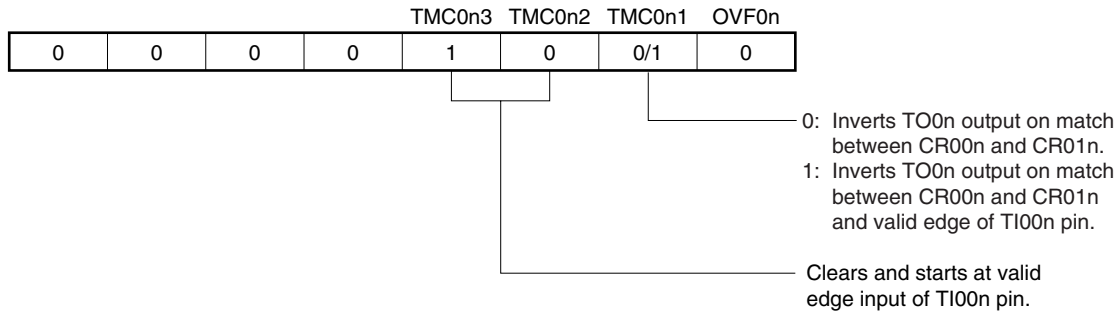 TMC0n3 TMC0n2 TMC0n1 OVF0n
0 0 0 0 1 0 0/1 0
0: Inverts TO0n output on match
between CR00n and CR01n.
1: Inverts TO0n output on match
between CR00n and CR01n
and valid edge of TI00n pin.
Clears and starts at valid
edge input of TI00n pin.